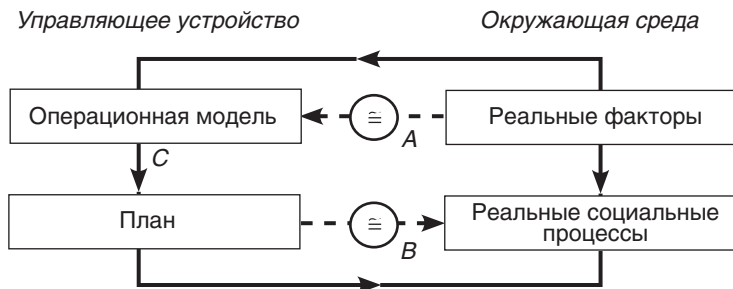 Управляющее устройство
Окружающая среда
Операционная модель
≅
A
Реальные факторы
C
План
≅
B
Реальные социальные
процессы